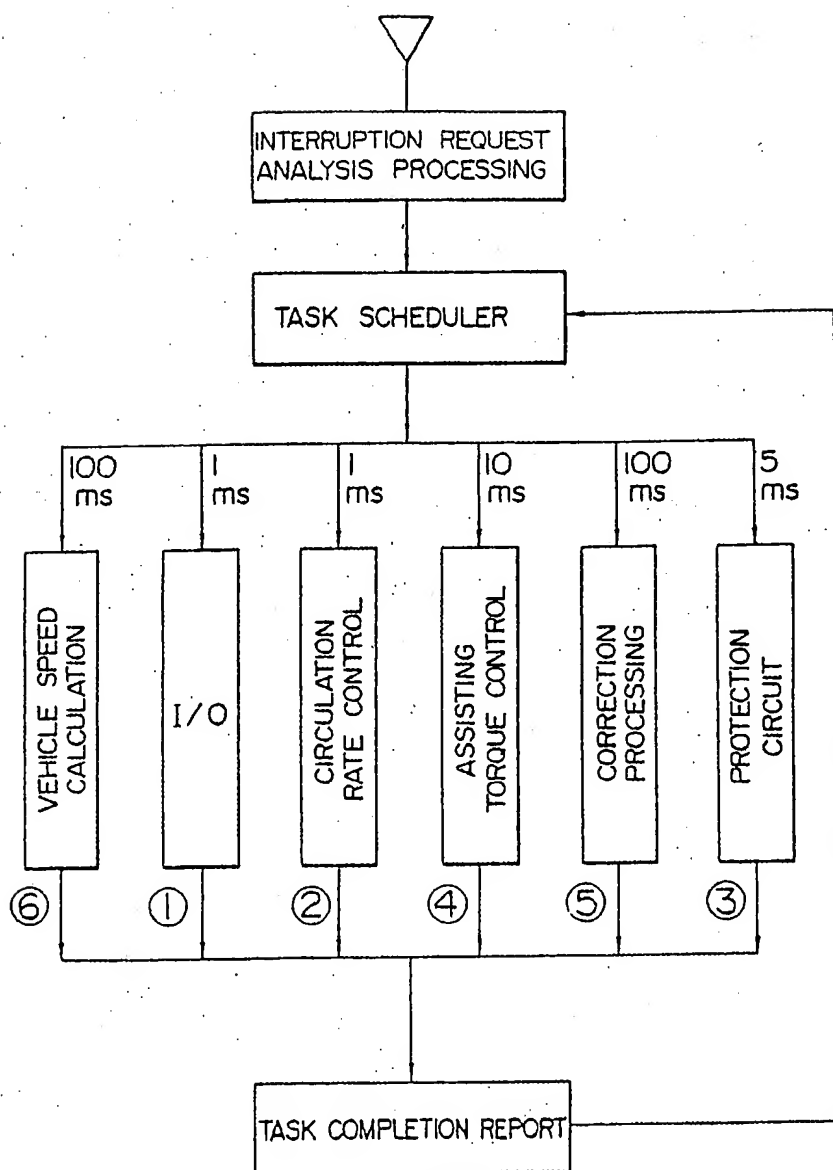 INTERRUPTION REQUEST
ANALYSIS PROCESSING
TASK SCHEDULER
100
ms
1
ms
1
ms
10
ms
100
ms
5
ms
VEHICLE SPEED
CALCULATION
I/O
CIRCULATION
RATE CONTROL
ASSISTING
TORQUE CONTROL
CORRECTION
PROCESSING
PROTECTION
CIRCUIT
⑥
①
②
④
⑤
③
TASK COMPLETION REPORT